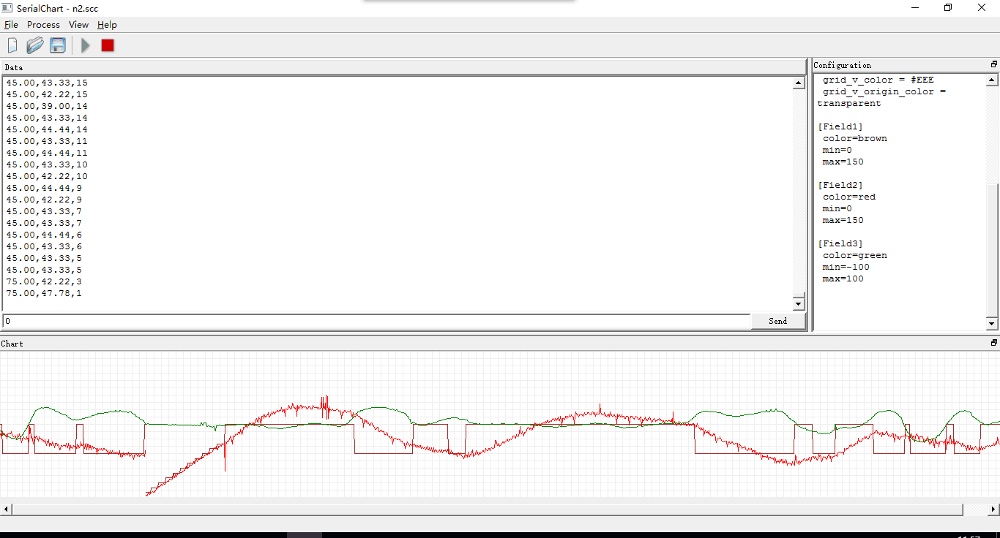 SerialChart - n2.scc
File Process View Help
Data
45.00,43.33,15
45.00,42.22,15
45.00,39.00,14
45.00,43.33,14
45.00,44.44,14
45.00,43.33,11
45.00,44.44,11
45.00,43.33,10
45.00,42.22,10
45.00,44.44,9
45.00,42.22,9
45.00,43.33,7
45.00,43.33,7
45.00,44.44,6
45.00,43.33,6
45.00,43.33,5
45.00,43.33,5
75.00,42.22,3
75.00,47.78,1
0
Send
Configuration
grid_v_color = #EEE
grid_v_origin_color =
transparent
[Field1]
color=brown
min=0
max=150
[Field2]
color=red
min=0
max=150
[Field3]
color=green
min=-100
max=100
Chart